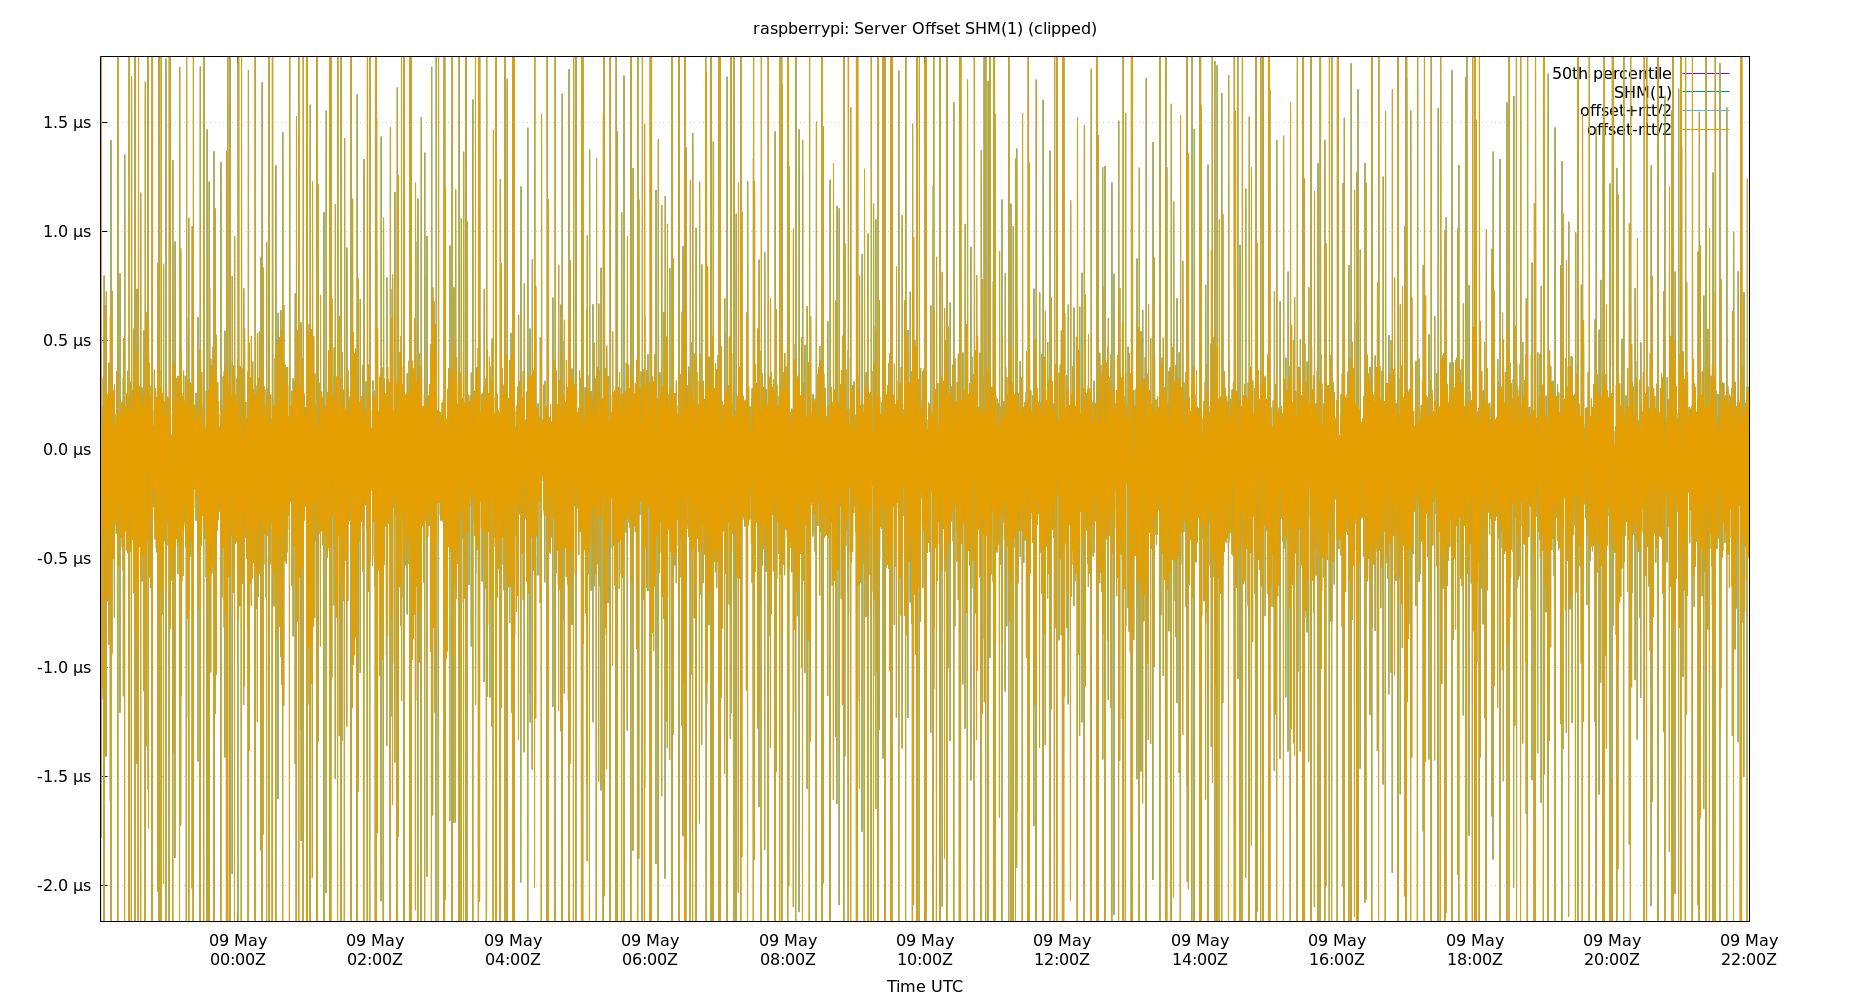 raspberrypi: Server Offset SHM(1) (clipped)
50th percentile
SHM(1)
offset+rtt/2
offset-rtt/2
1.5 µs
1.0 µs
0.5 µs
0.0 µs
-0.5 µs
-1.0 µs
-1.5 µs
-2.0 µs
09 May 09 May 09 May 09 May 09 May 09 May 09 May 09 May 09 May 09 May 09 May 09 May
00:00Z 02:00Z 04:00Z 06:00Z 08:00Z 10:00Z 12:00Z 14:00Z 16:00Z 18:00Z 20:00Z 22:00Z
Time UTC